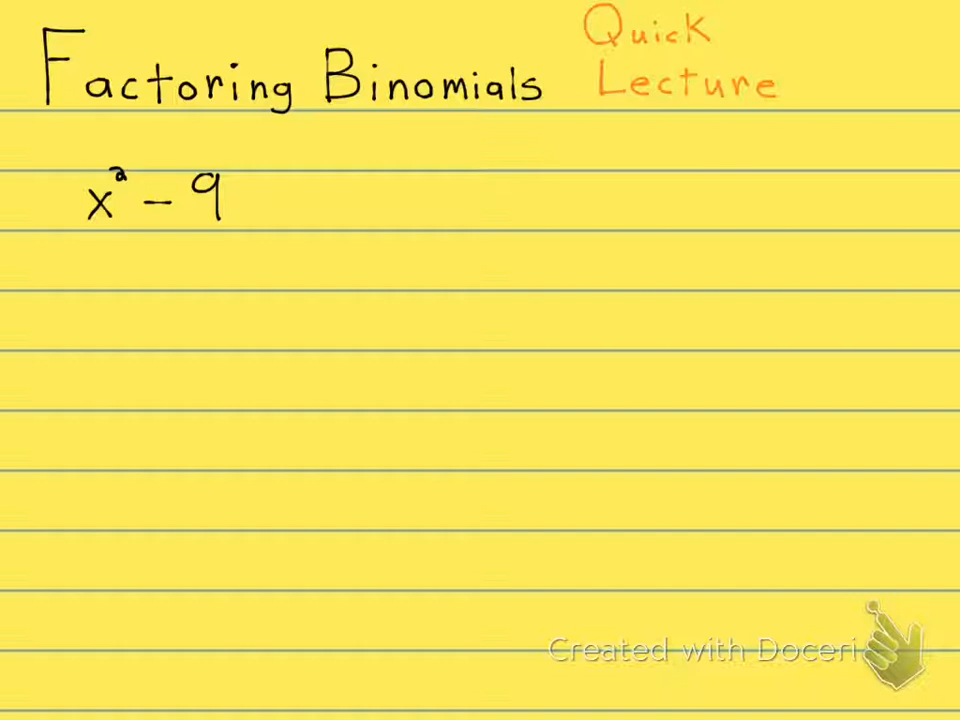 Factoring Binomials
Quick
Lecture
x² – 9
Created with Doceri